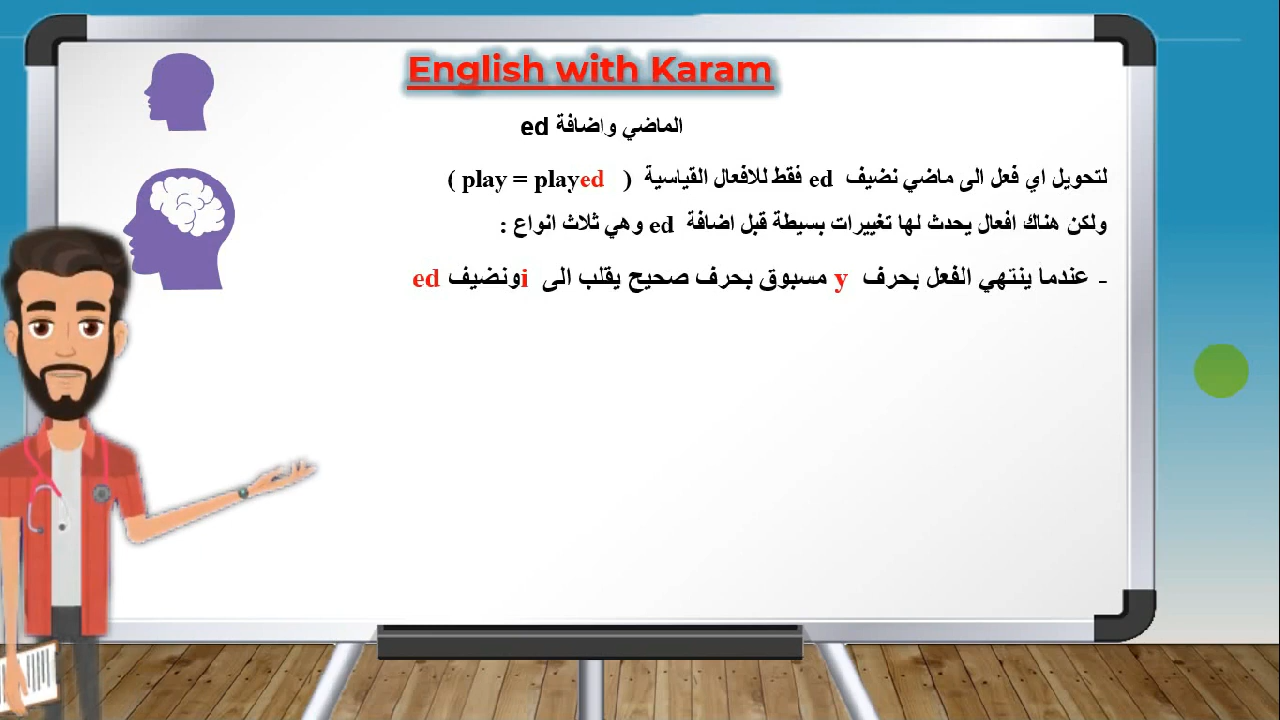 English with Karam
الماضي واضافة ed
لتحويل اي فعل الى ماضي نضيف ed فقط للافعال القياسية ( play = played )
ولكن هناك افعال يحدث لها تغييرات بسيطة قبل اضافة ed وهي ثلاث انواع :
- عندما ينتهي الفعل بحرف y مسبوق بحرف صحيح يقلب الى i ونضيف ed